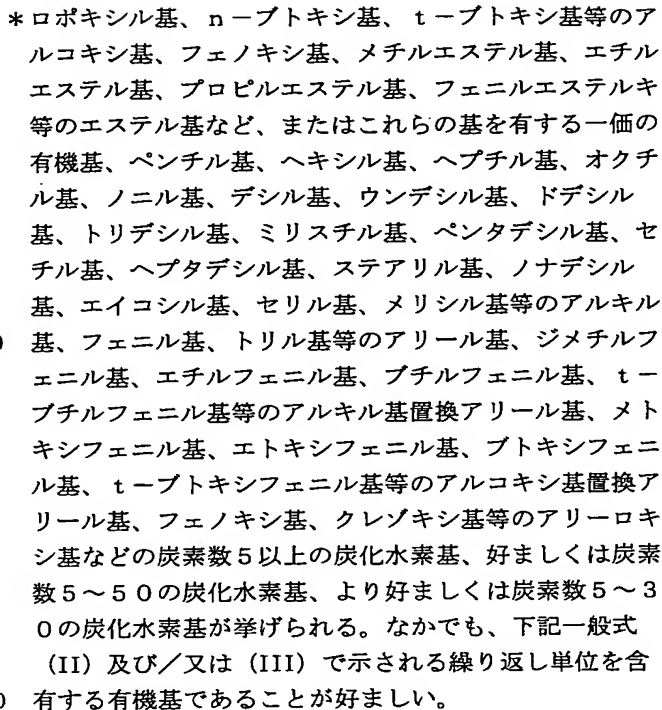 *ロポキシル基、n－ブトキシ基、t－ブトキシ基等のア
ルコキシ基、フェノキシ基、メチルエステル基、エチル
エステル基、プロピルエステル基、フェニルエステルキ
等のエステル基など、またはこれらの基を有する一価の
有機基、ペンチル基、ヘキシル基、ヘプチル基、オクチ
ル基、ノニル基、デシル基、ウンデシル基、ドデシル
基、トリデシル基、ミリスチル基、ペンタデシル基、セ
チル基、ヘプタデシル基、ステアリル基、ノナデシル
基、エイコシル基、セリル基、メリシル基等のアルキル
基、フェニル基、トリル基等のアリール基、ジメチルフ
ェニル基、エチルフェニル基、ブチルフェニル基、t－
ブチルフェニル基等のアルキル基置換アリール基、メト
キシフェニル基、エトキシフェニル基、ブトキシフェニ
ル基、t－ブトキシフェニル基等のアルコキシ基置換ア
リール基、フェノキシ基、クレゾキシ基等のアリーロキ
シ基などの炭素数5以上の炭化水素基、好ましくは炭素
数5～50の炭化水素基、より好ましくは炭素数5～3
0の炭化水素基が挙げられる。なかでも、下記一般式
(II) 及び／又は (III) で示される繰り返し単位を含
有する有機基であることが好ましい。